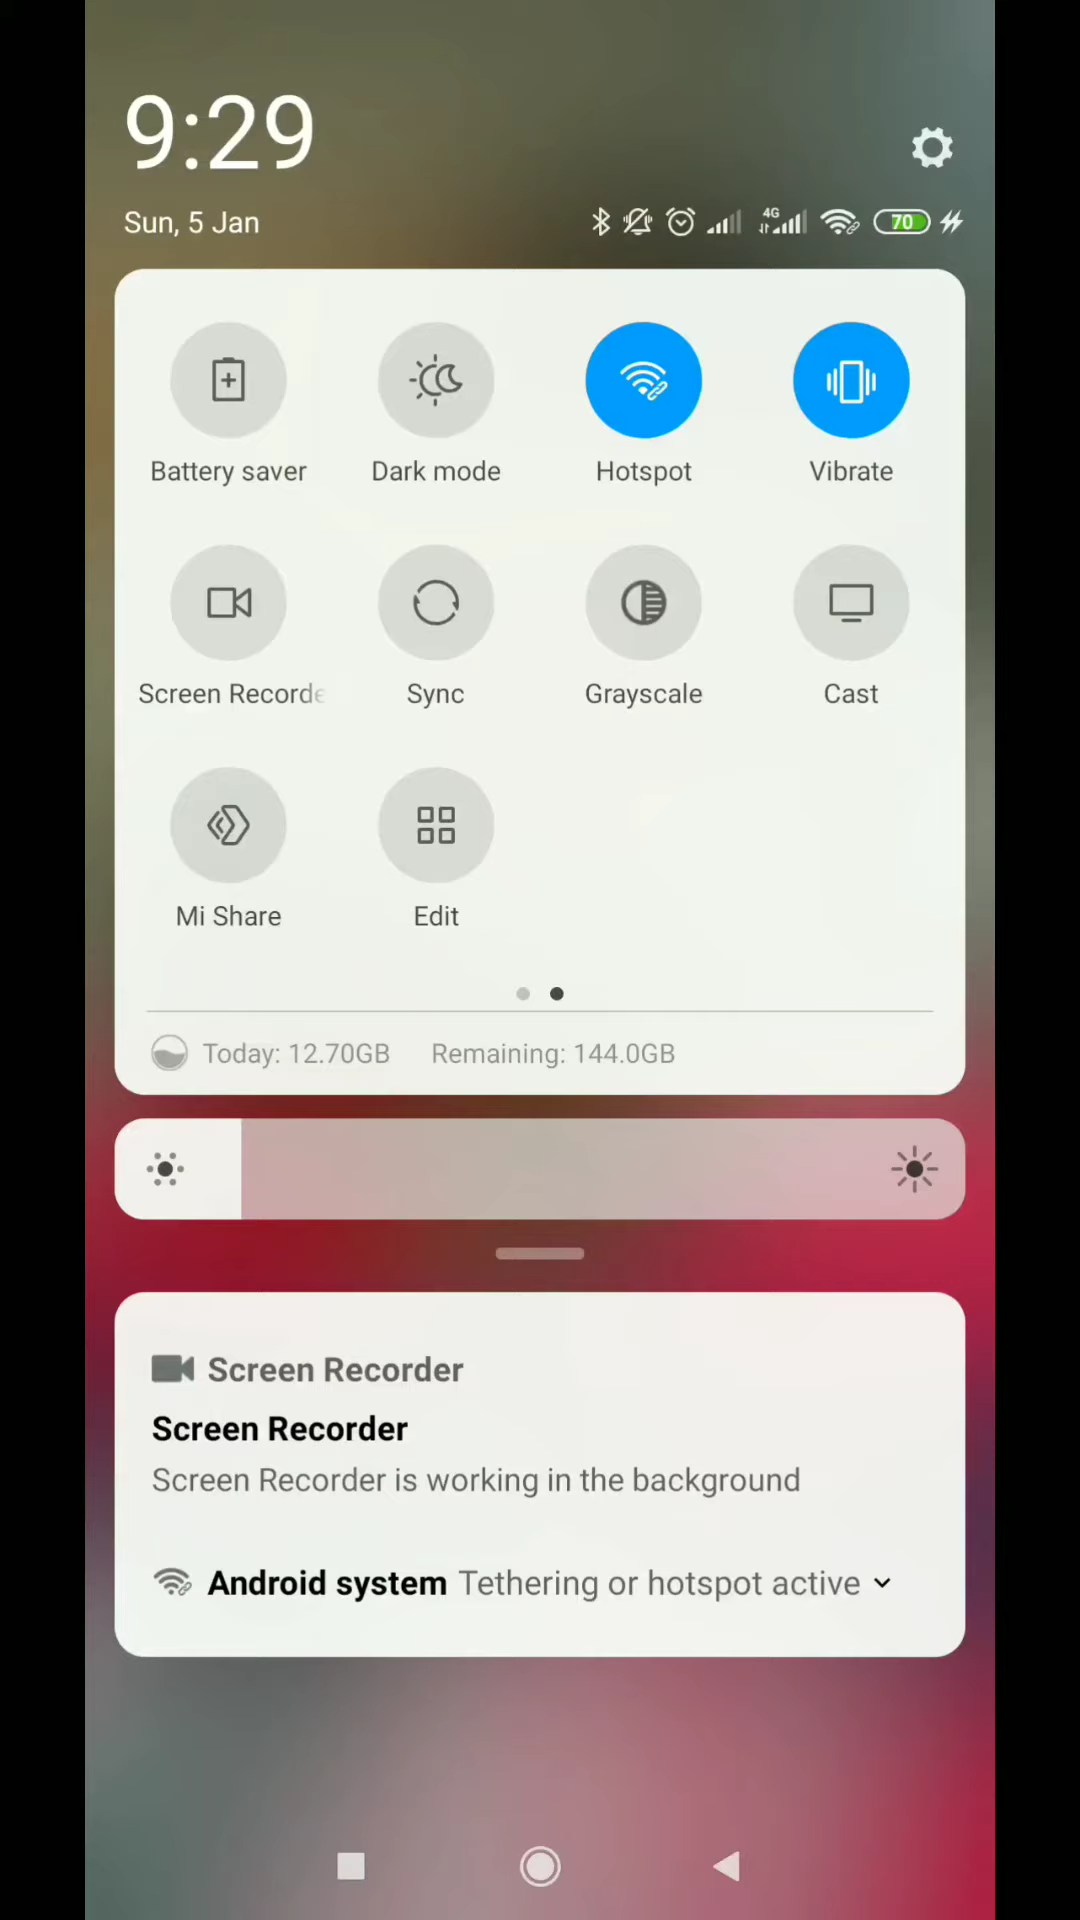 9:29
Sun, 5 Jan
4G
70
Battery saver
Dark mode
Hotspot
Vibrate
Screen Recorde
Sync
Grayscale
Cast
Mi Share
Edit
Today: 12.70GB Remaining: 144.0GB
Screen Recorder
Screen Recorder
Screen Recorder is working in the background
Android system Tethering or hotspot active